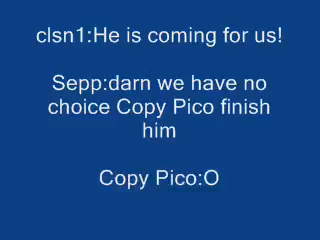 clsn1:He is coming for us!
Sepp:darn we have no
choice Copy Pico finish
him
Copy Pico:O